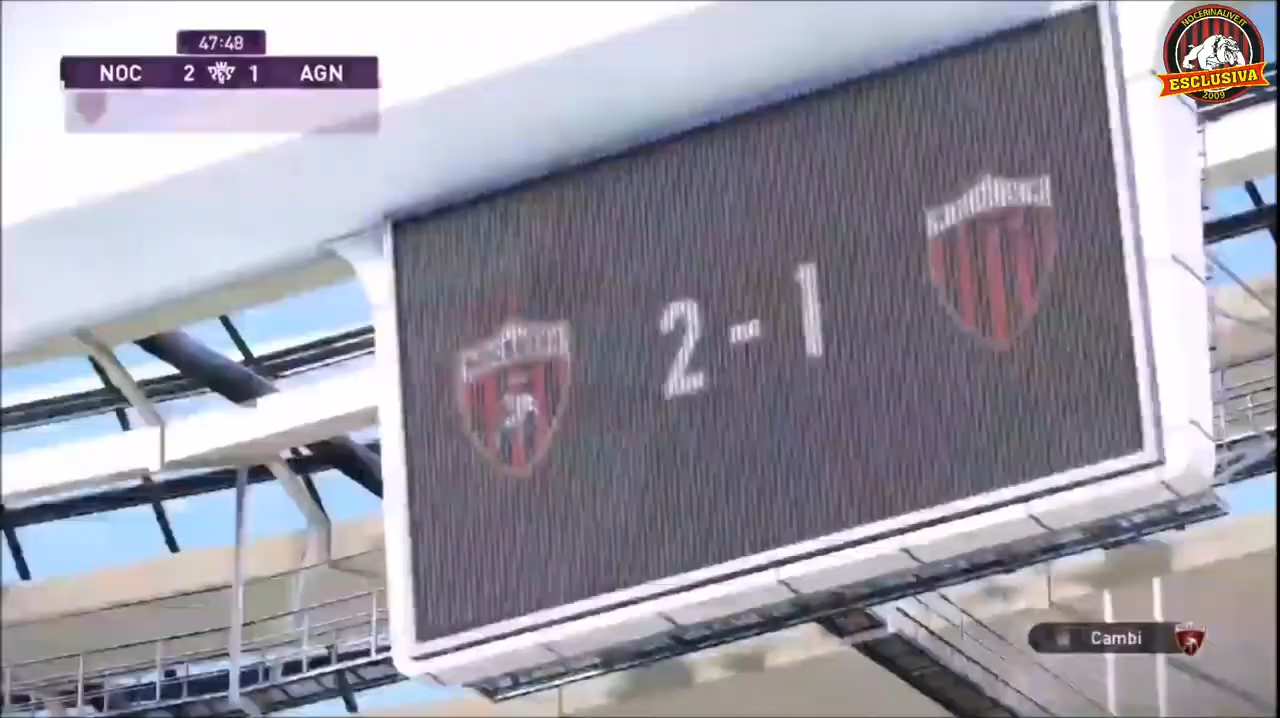 47:48
NOC 2 1 AGN
NOCERINALIVE.IT
ESCLUSIVA
2009
2-1
Cambi